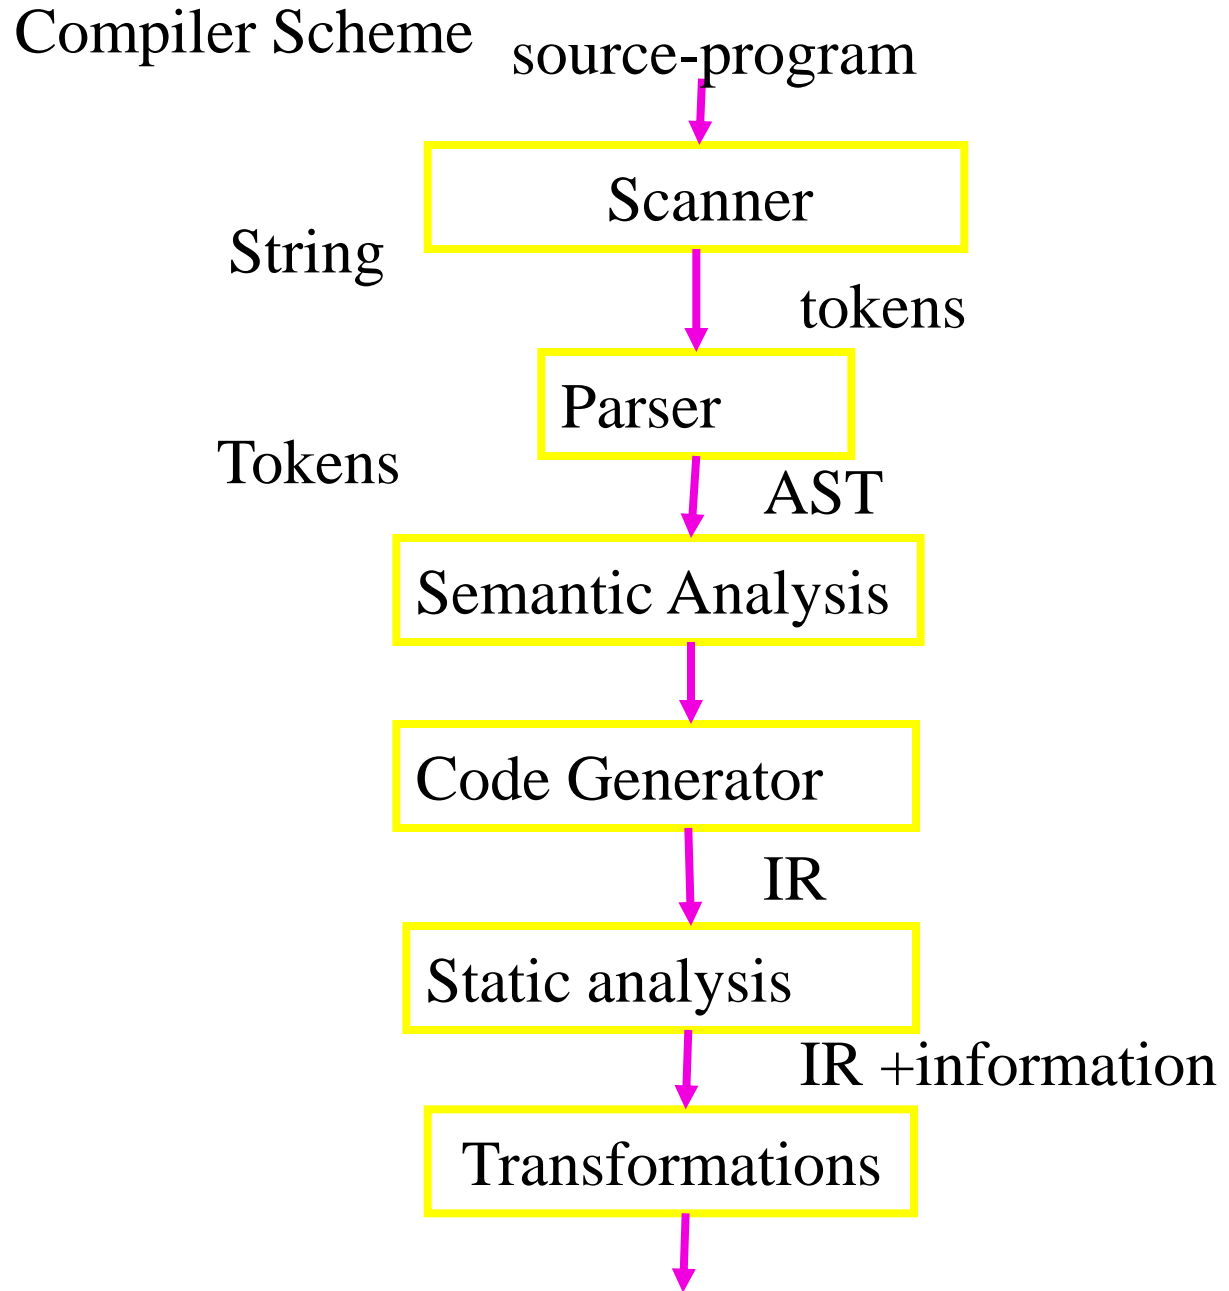 Compiler Scheme
source-program
Scanner
String
tokens
Parser
Tokens
AST
Semantic Analysis
Code Generator
IR
Static analysis
IR +information
Transformations